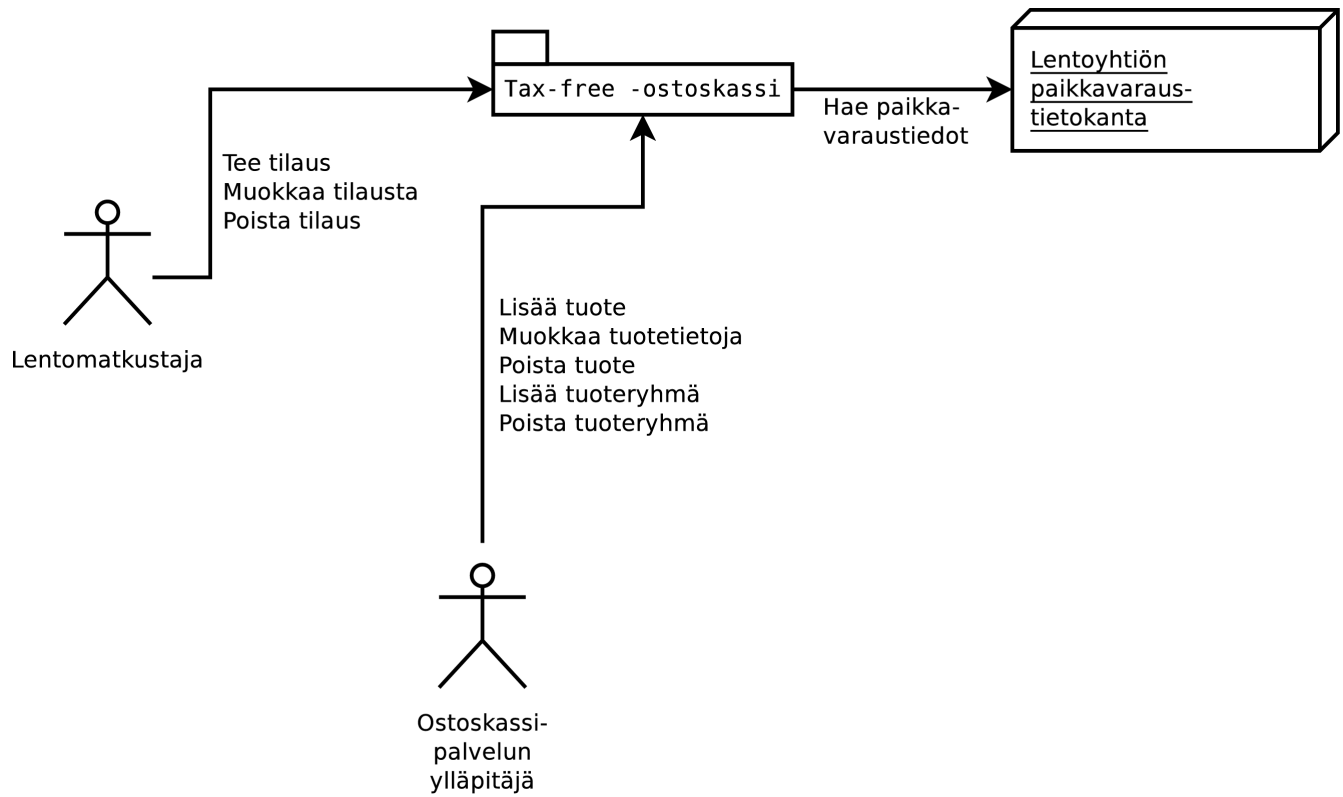 Tax-free -ostoskassi
Lentoyhtiön
paikkavaraus-
tietokanta
Hae paikka-
varaustiedot
Tee tilaus
Muokkaa tilausta
Poista tilaus
Lentomatkustaja
Lisää tuote
Muokkaa tuotetietoja
Poista tuote
Lisää tuoteryhmä
Poista tuoteryhmä
Ostoskassi-
palvelun
ylläpitäjä